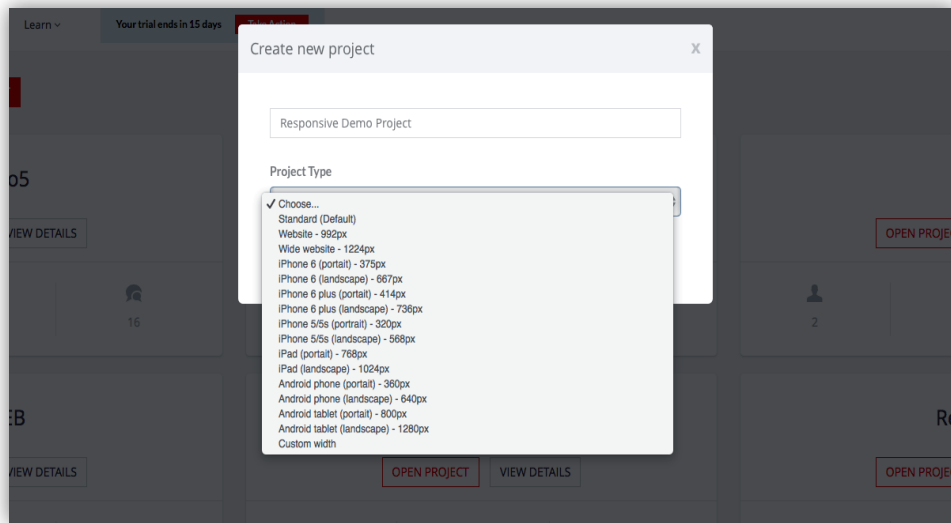 Learn
Your trial ends in 15 days
Take Action
Create new project
X
Responsive Demo Project
o5
Project Type
✓ Choose...
Standard (Default)
Website - 992px
Wide website - 1224px
iPhone 6 (portait) - 375px
iPhone 6 (landscape) - 667px
iPhone 6 plus (portait) - 414px
iPhone 6 plus (landscape) - 736px
iPhone 5/5s (portrait) - 320px
iPhone 5/5s (landscape) - 568px
iPad (portait) - 768px
iPad (landscape) - 1024px
Android phone (portait) - 360px
Android phone (landscape) - 640px
Android tablet (portait) - 800px
Android tablet (landscape) - 1280px
Custom width
VIEW DETAILS
OPEN PROJE
16
2
EB
R
VIEW DETAILS
OPEN PROJECT
VIEW DETAILS
OPEN PROJE